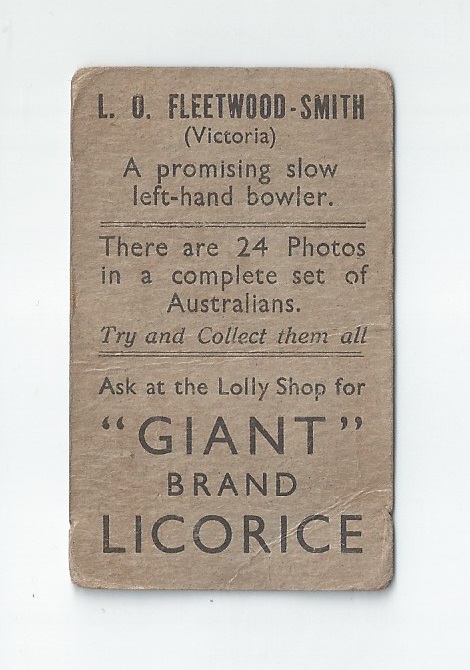 L. O. FLEETWOOD-SMITH
(Victoria)
A promising slow
left-hand bowler.
There are 24 Photos
in a complete set of
Australians.
Try and Collect them all
Ask at the Lolly Shop for
"GIANT"
BRAND
LICORICE